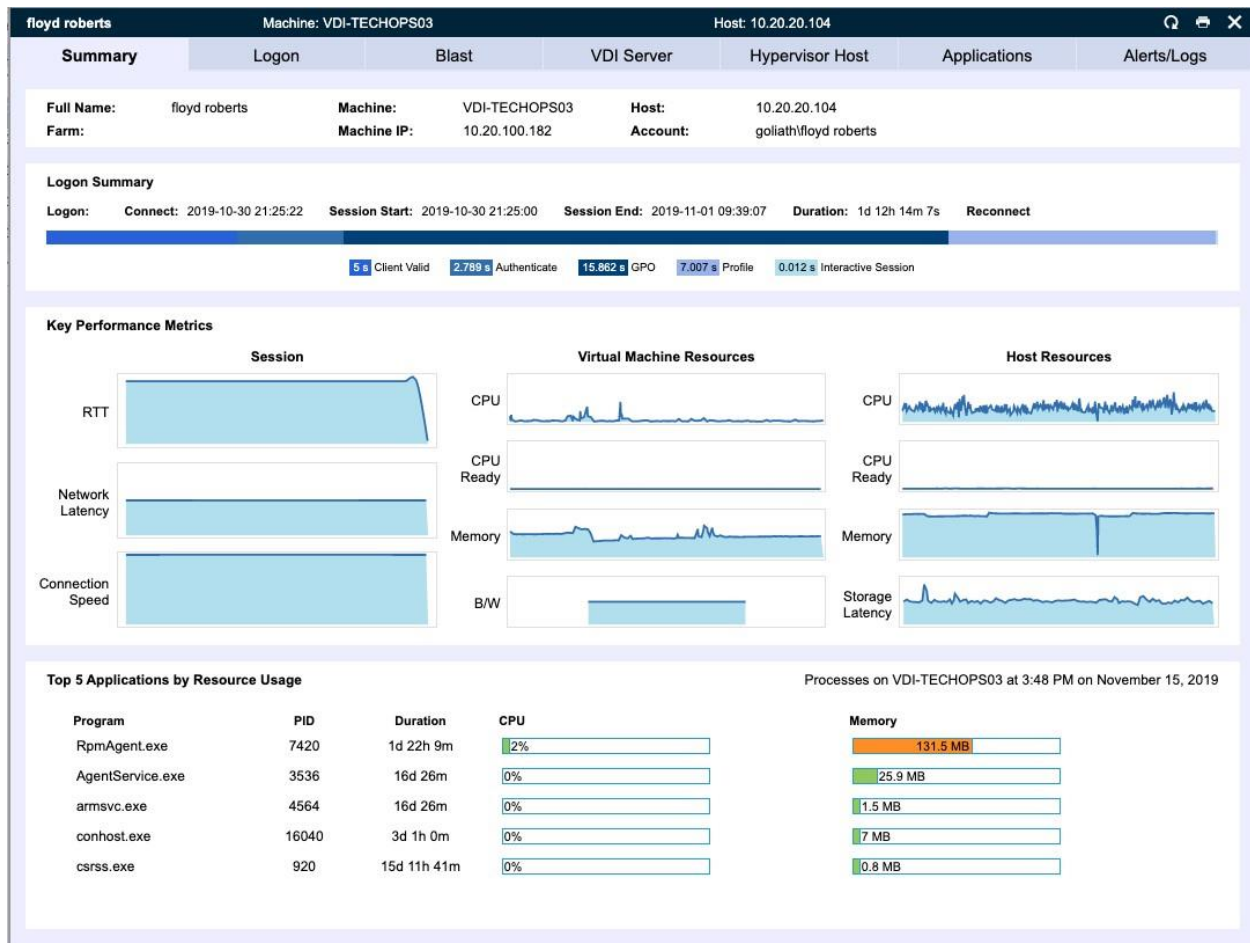 floyd roberts Machine: VDI-TECHOPS03 Host: 10.20.20.104
Summary Logon Blast VDI Server Hypervisor Host Applications Alerts/Logs
Full Name: floyd roberts Machine: VDI-TECHOPS03 Host: 10.20.20.104
Farm: Machine IP: 10.20.100.182 Account: goliath\floyd roberts
Logon Summary
Logon: Connect: 2019-10-30 21:25:22 Session Start: 2019-10-30 21:25:00 Session End: 2019-11-01 09:39:07 Duration: 1d 12h 14m 7s Reconnect
5 s Client Valid 2.789 s Authenticate 15.862 s GPO 7.007 s Profile 0.012 s Interactive Session
Key Performance Metrics
Session
RTT
Network
Latency
Connection
Speed
Virtual Machine Resources
CPU
CPU
Ready
Memory
B/W
Host Resources
CPU
CPU
Ready
Memory
Storage
Latency
Top 5 Applications by Resource Usage Processes on VDI-TECHOPS03 at 3:48 PM on November 15, 2019
Program PID Duration CPU Memory
RpmAgent.exe 7420 1d 22h 9m 2% 131.5 MB
AgentService.exe 3536 16d 26m 0% 25.9 MB
armsvc.exe 4564 16d 26m 0% 1.5 MB
conhost.exe 16040 3d 1h 0m 0% 7 MB
csrss.exe 920 15d 11h 41m 0% 0.8 MB